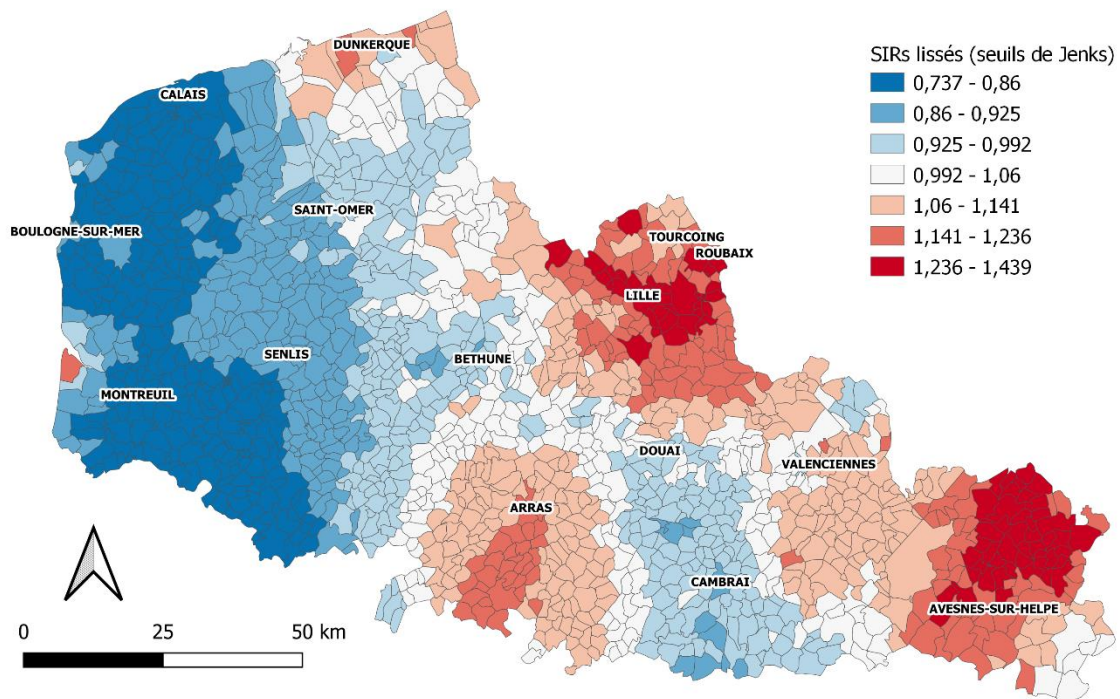 DUNKERQUE
SIRs lissés (seuils de Jenks)
0,737 - 0,86
0,86 - 0,925
0,925 - 0,992
0,992 - 1,06
1,06 - 1,141
1,141 - 1,236
1,236 - 1,439
CALAIS
SAINT-OMER
BOULOGNE-SUR-MER
TOURCOING
ROUBAIX
LILLE
SENLIS
BETHUNE
MONTREUIL
DOUAI
VALENCIENNES
ARRAS
CAMBRAI
AVESNES-SUR-HELPE
0 25 50 km